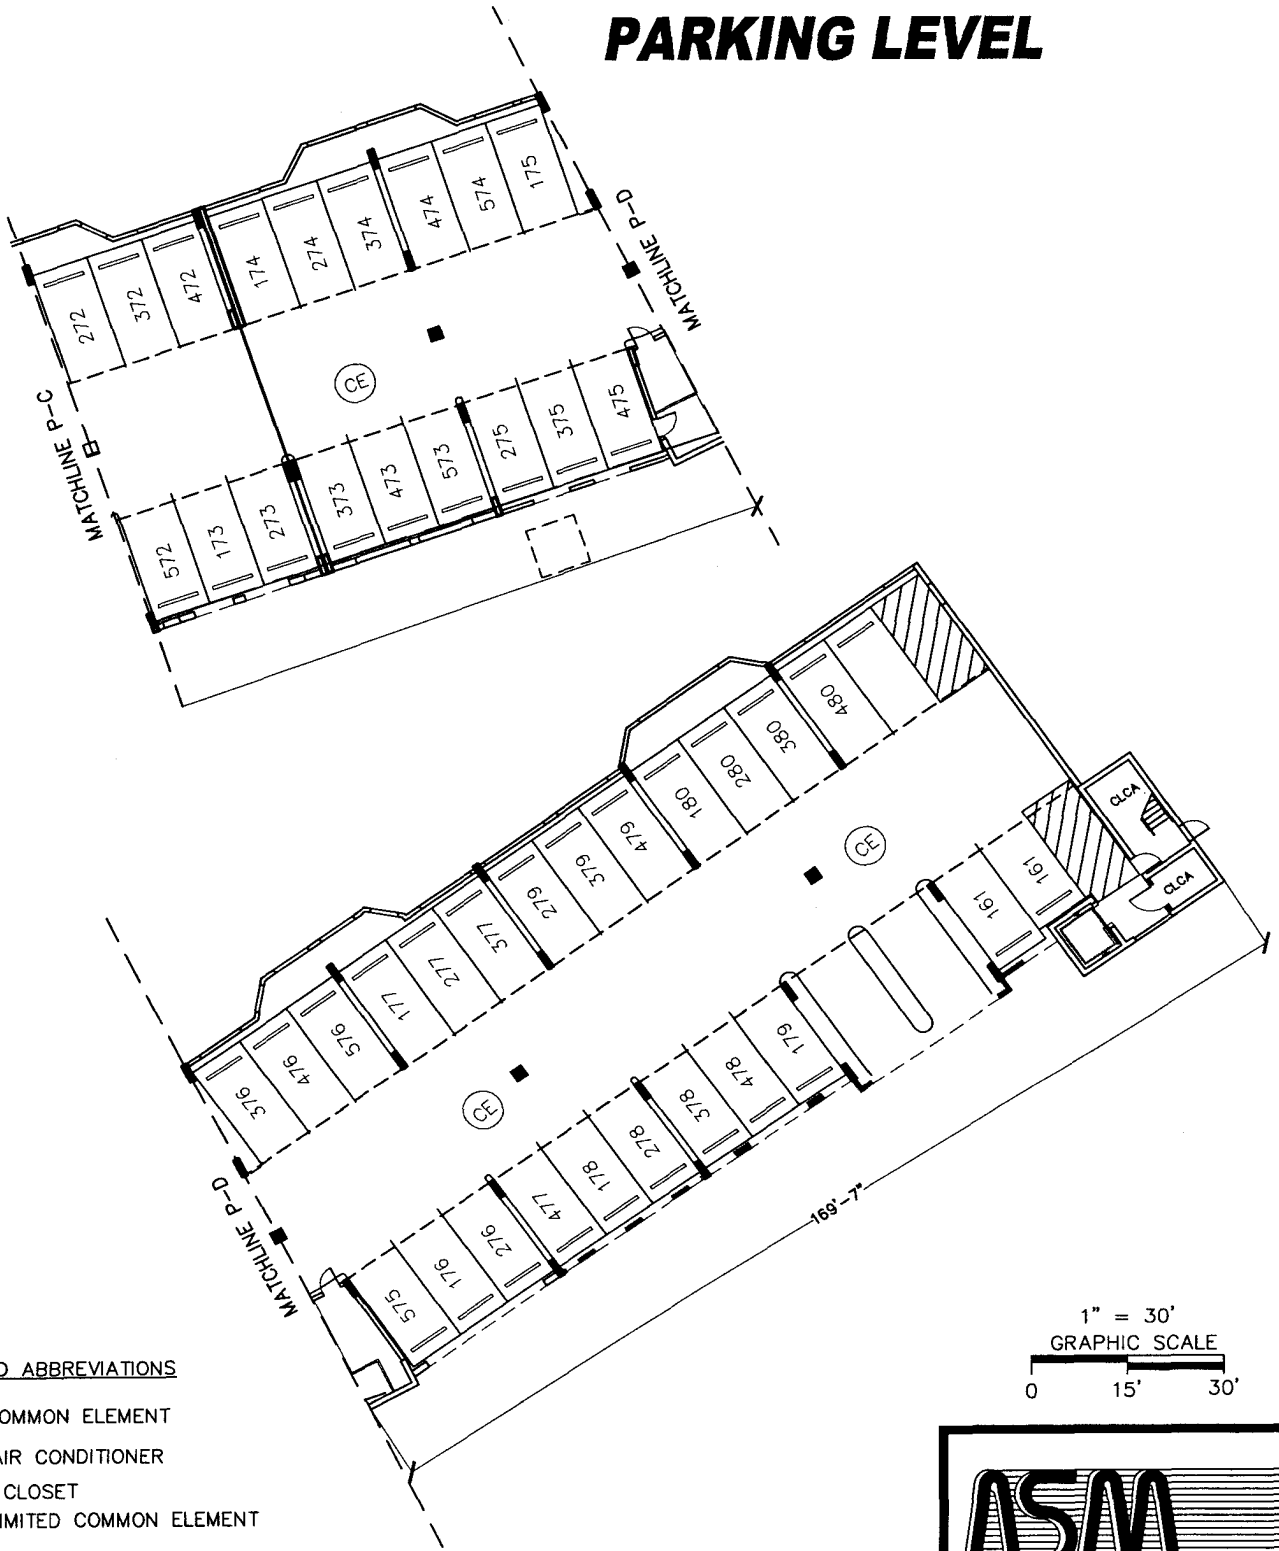 PARKING LEVEL
272
372
472
174
274
374
474
574
175
MATCHLINE P-D
MATCHLINE P-C
CE
572
173
273
373
473
573
275
375
475
376
476
576
177
277
377
279
379
479
180
280
380
480
CE
CE
CLCA
CLCA
161
161
575
176
276
477
178
278
378
478
179
MATCHLINE P-D
169'-7"
1" = 30'
GRAPHIC SCALE
0 15' 30'
D ABBREVIATIONS
OMMON ELEMENT
AIR CONDITIONER
CLOSET
IMITED COMMON ELEMENT
ASM